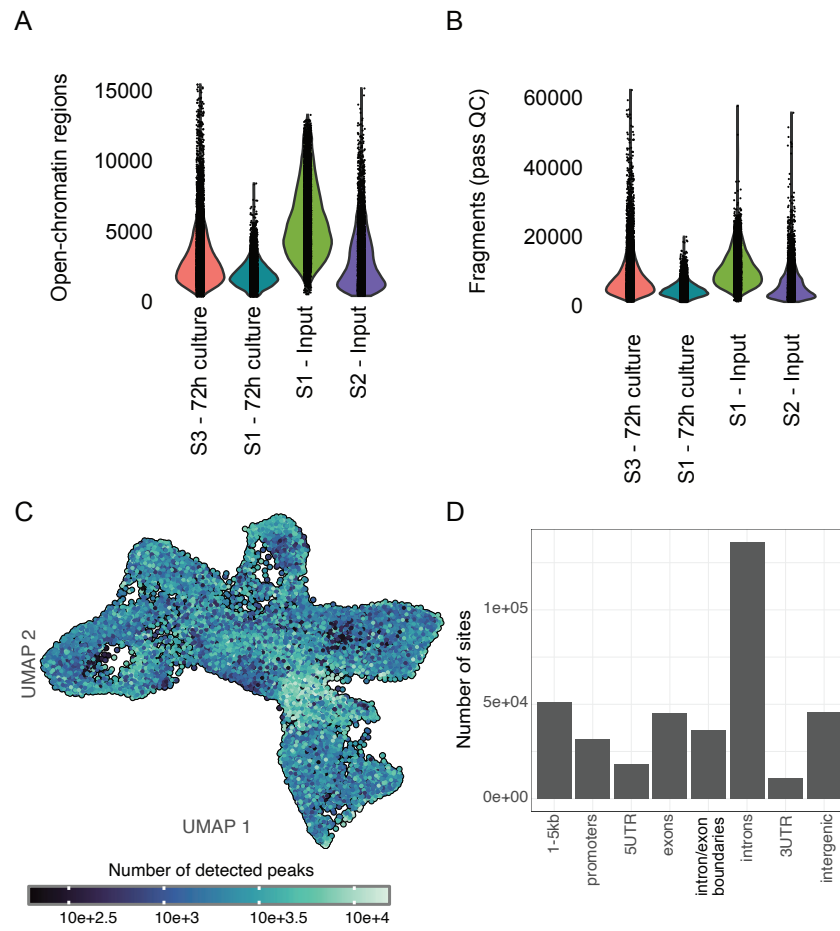 A
Open-chromatin regions
15000
10000
5000
0
S3 - 72h culture
S1 - 72h culture
S1 - Input
S2 - Input
B
Fragments (pass QC)
60000
40000
20000
0
S3 - 72h culture
S1 - 72h culture
S1 - Input
S2 - Input
C
UMAP 2
UMAP 1
Number of detected peaks
10e+2.5
10e+3
10e+3.5
10e+4
D
Number of sites
1e+05
5e+04
0e+00
1-5kb
promoters
5UTR
exons
intron/exon
boundaries
introns
3UTR
intergenic